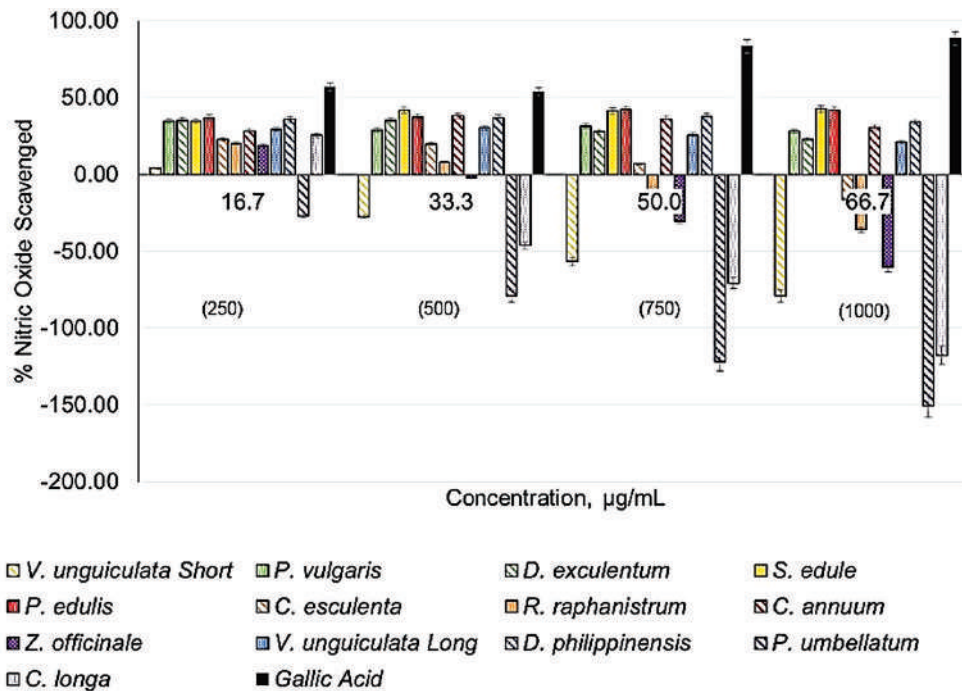 % Nitric Oxide Scavenged
100.00
50.00
0.00
-50.00
-100.00
-150.00
-200.00
16.7
33.3
50.0
66.7
(250)
(500)
(750)
(1000)
Concentration, µg/mL
V. unguiculata Short
P. vulgaris
D. exculentum
S. edule
P. edulis
C. esculenta
R. raphanistrum
C. annuum
Z. officinale
V. unguiculata Long
D. philippinensis
P. umbellatum
C. longa
Gallic Acid